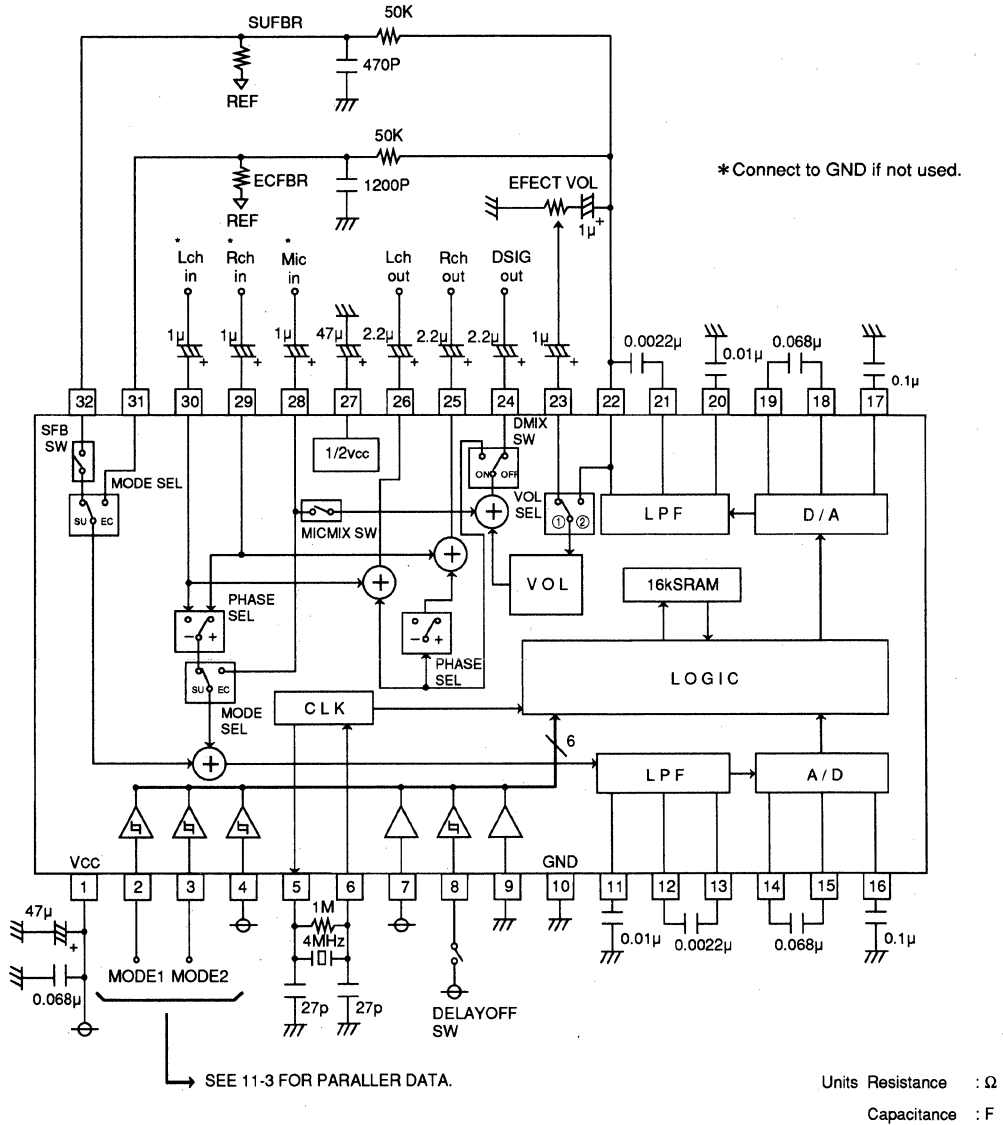 SUFBR
50K
470P
REF
50K
ECFBR
1200P
REF
EFECT VOL
1μ +
＊Connect to GND if not used.
* Lch in
* Rch in
* Mic in
Lch out
Rch out
DSIG out
1μ +
1μ +
1μ +
47μ
2.2μ +
2.2μ +
2.2μ +
1μ +
0.0022μ
0.01μ
0.068μ
0.1μ
32 31 30 29 28 27 26 25 24 23 22 21 20 19 18 17
SFB SW
MODE SEL
SU EC
1/2vcc
MICMIX SW
DMIX SW
ON OFF
VOL SEL
① ②
LPF
D/A
VOL
+
+
+
PHASE SEL
− +
− +
PHASE SEL
16kSRAM
SU EC
MODE SEL
LOGIC
CLK
6
+
LPF
A/D
VCC
GND
1 2 3 4 5 6 7 8 9 10 11 12 13 14 15 16
47μ
+
0.068μ
MODE1 MODE2
1M
4MHz
27p
27p
DELAYOFF SW
0.01μ
0.0022μ
0.068μ
0.1μ
SEE 11-3 FOR PARALLER DATA.
Units Resistance : Ω
Capacitance : F